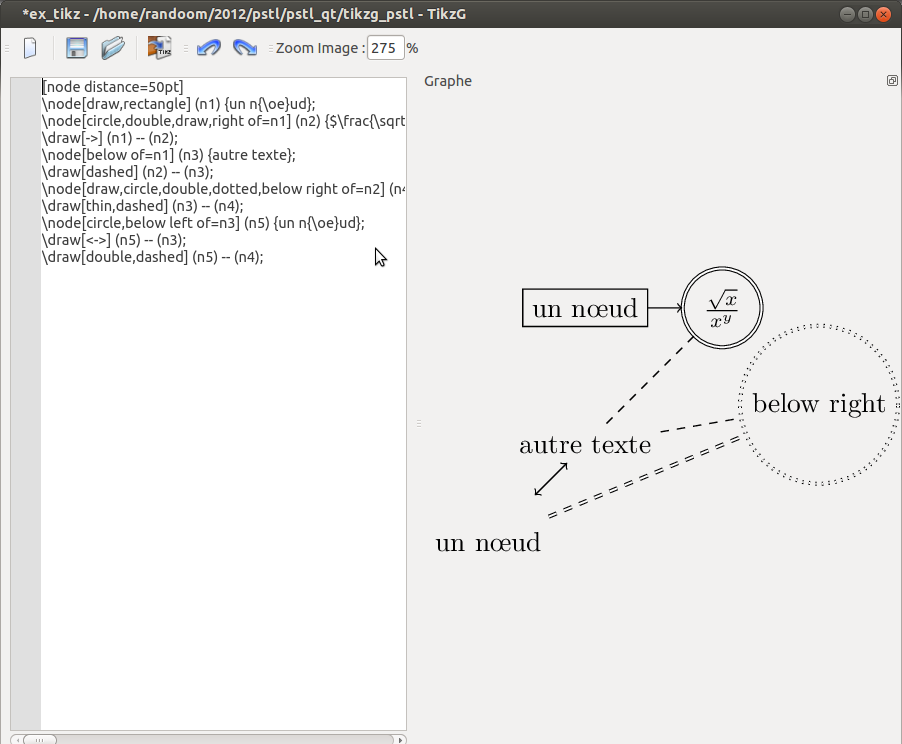 *ex_tikz - /home/randoom/2012/pstl/pstl_qt/tikzg_pstl - TikzG
TikZ
Zoom Image : 275 %
[node distance=50pt]
\node[draw,rectangle] (n1) {un n{\oe}ud};
\node[circle,double,draw,right of=n1] (n2) {$\frac{\sqrt
\draw[->] (n1) -- (n2);
\node[below of=n1] (n3) {autre texte};
\draw[dashed] (n2) -- (n3);
\node[draw,circle,double,dotted,below right of=n2] (n4
\draw[thin,dashed] (n3) -- (n4);
\node[circle,below left of=n3] (n5) {un n{\oe}ud};
\draw[<->] (n5) -- (n3);
\draw[double,dashed] (n5) -- (n4);
Graphe
un nœud
√x
x^y
below right
autre texte
un nœud